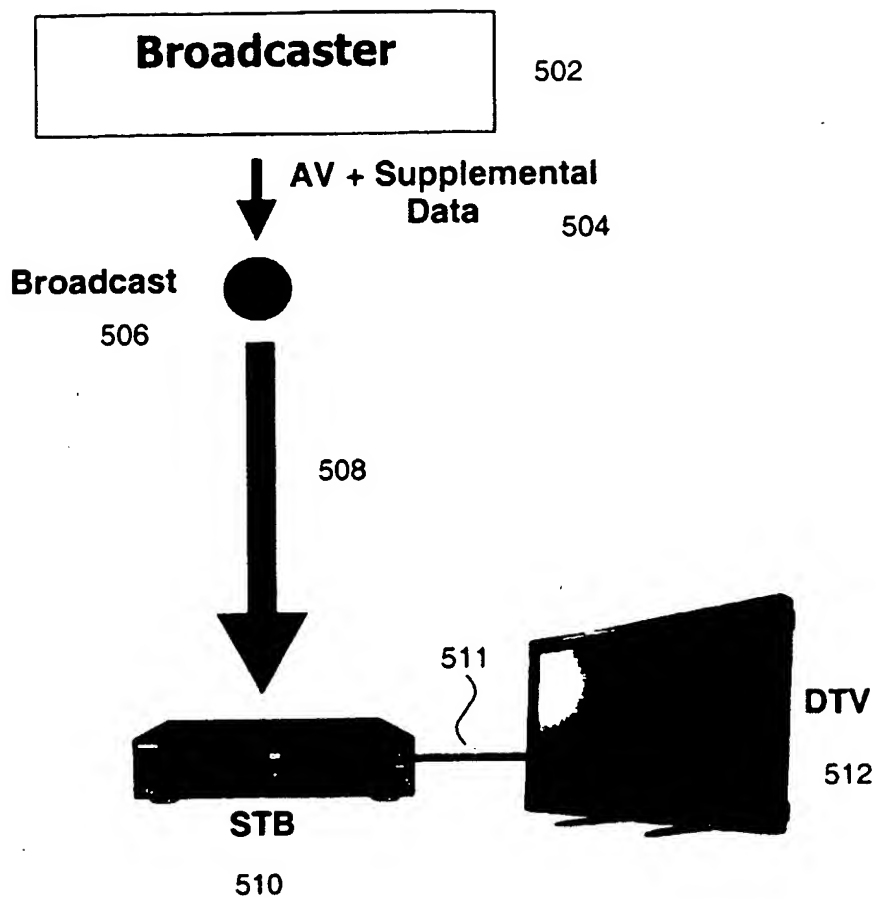 Broadcaster
502
AV + Supplemental
Data
504
Broadcast
506
508
511
DTV
512
STB
510